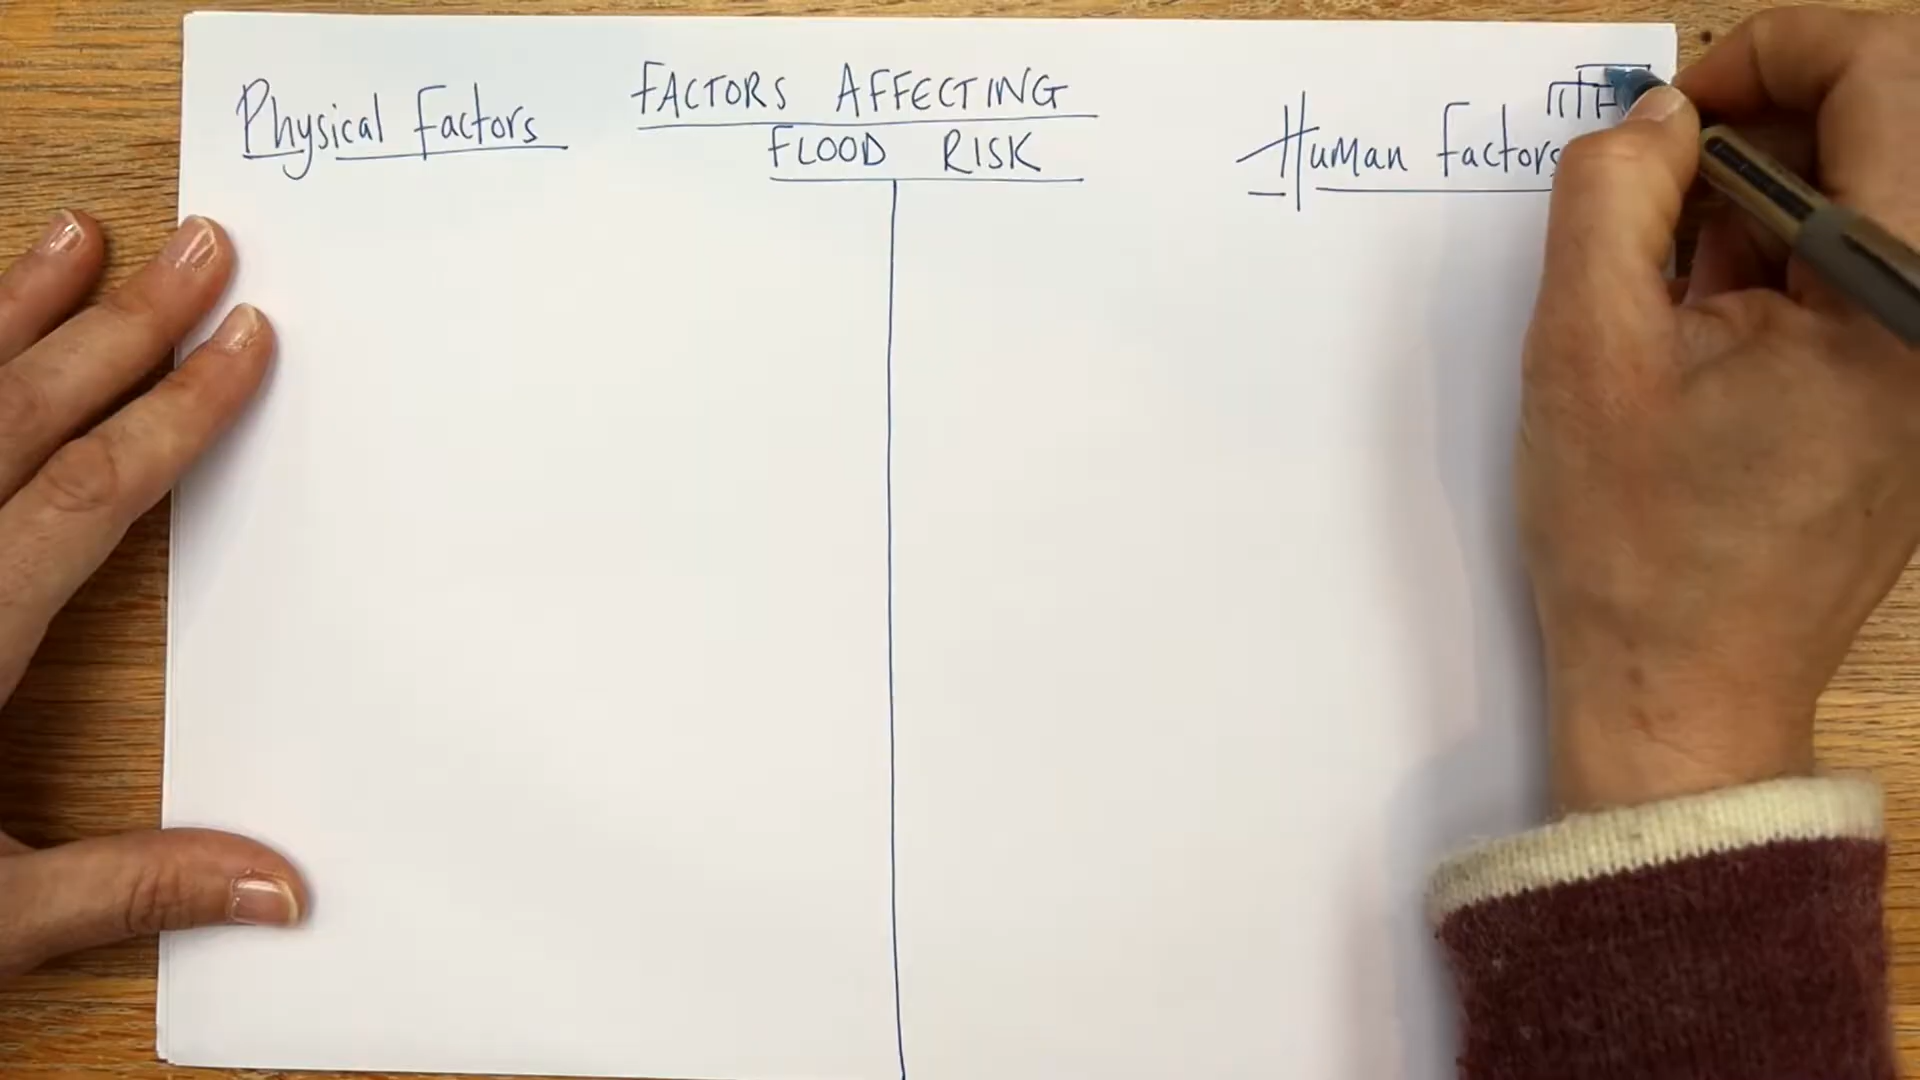 Physical Factors
FACTORS AFFECTING
FLOOD RISK
Human Factors